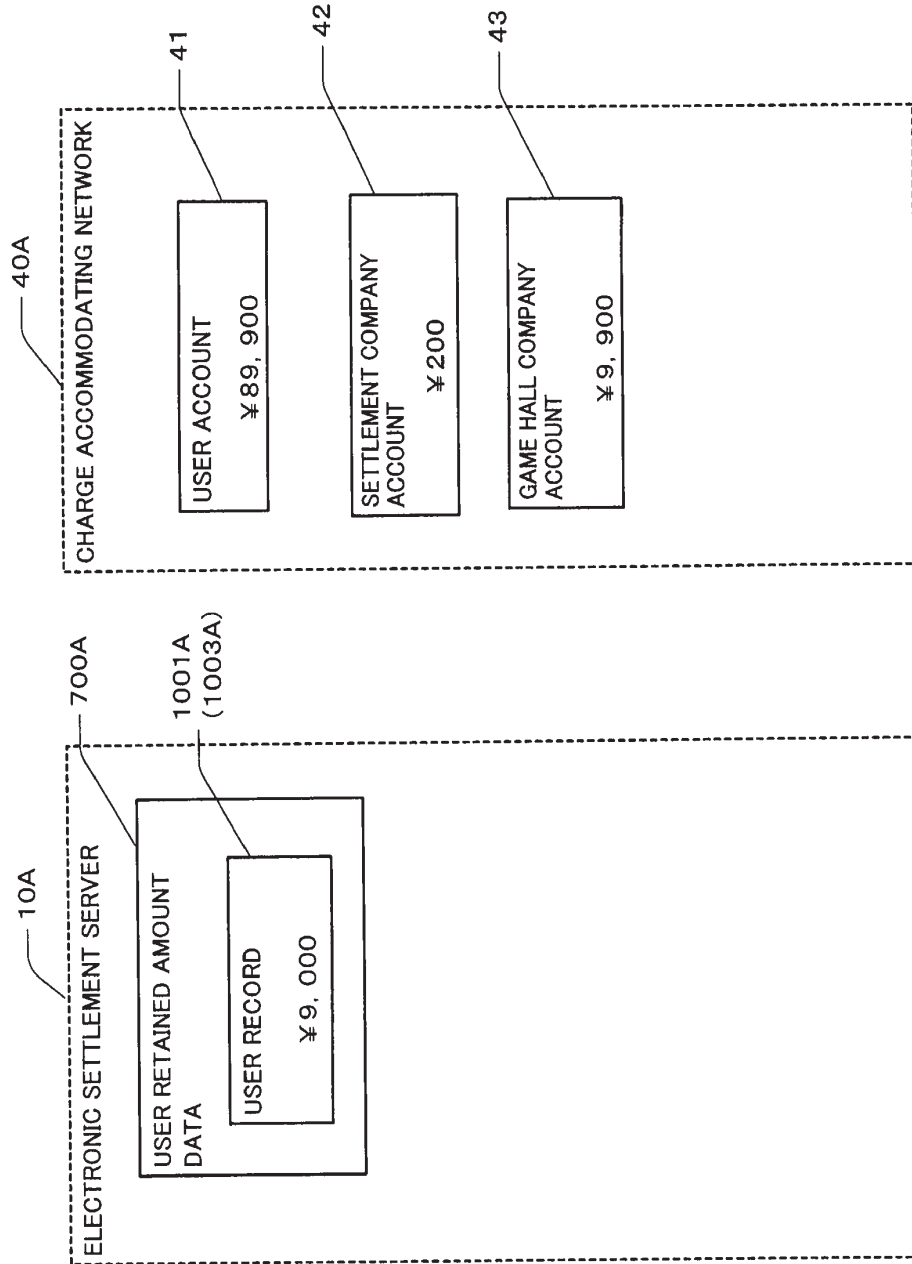 10A
ELECTRONIC SETTLEMENT SERVER
700A
USER RETAINED AMOUNT
DATA
1001A
(1003A)
USER RECORD
¥9, 000
40A
CHARGE ACCOMMODATING NETWORK
41
USER ACCOUNT
¥89, 900
42
SETTLEMENT COMPANY
ACCOUNT
¥200
43
GAME HALL COMPANY
ACCOUNT
¥9, 900